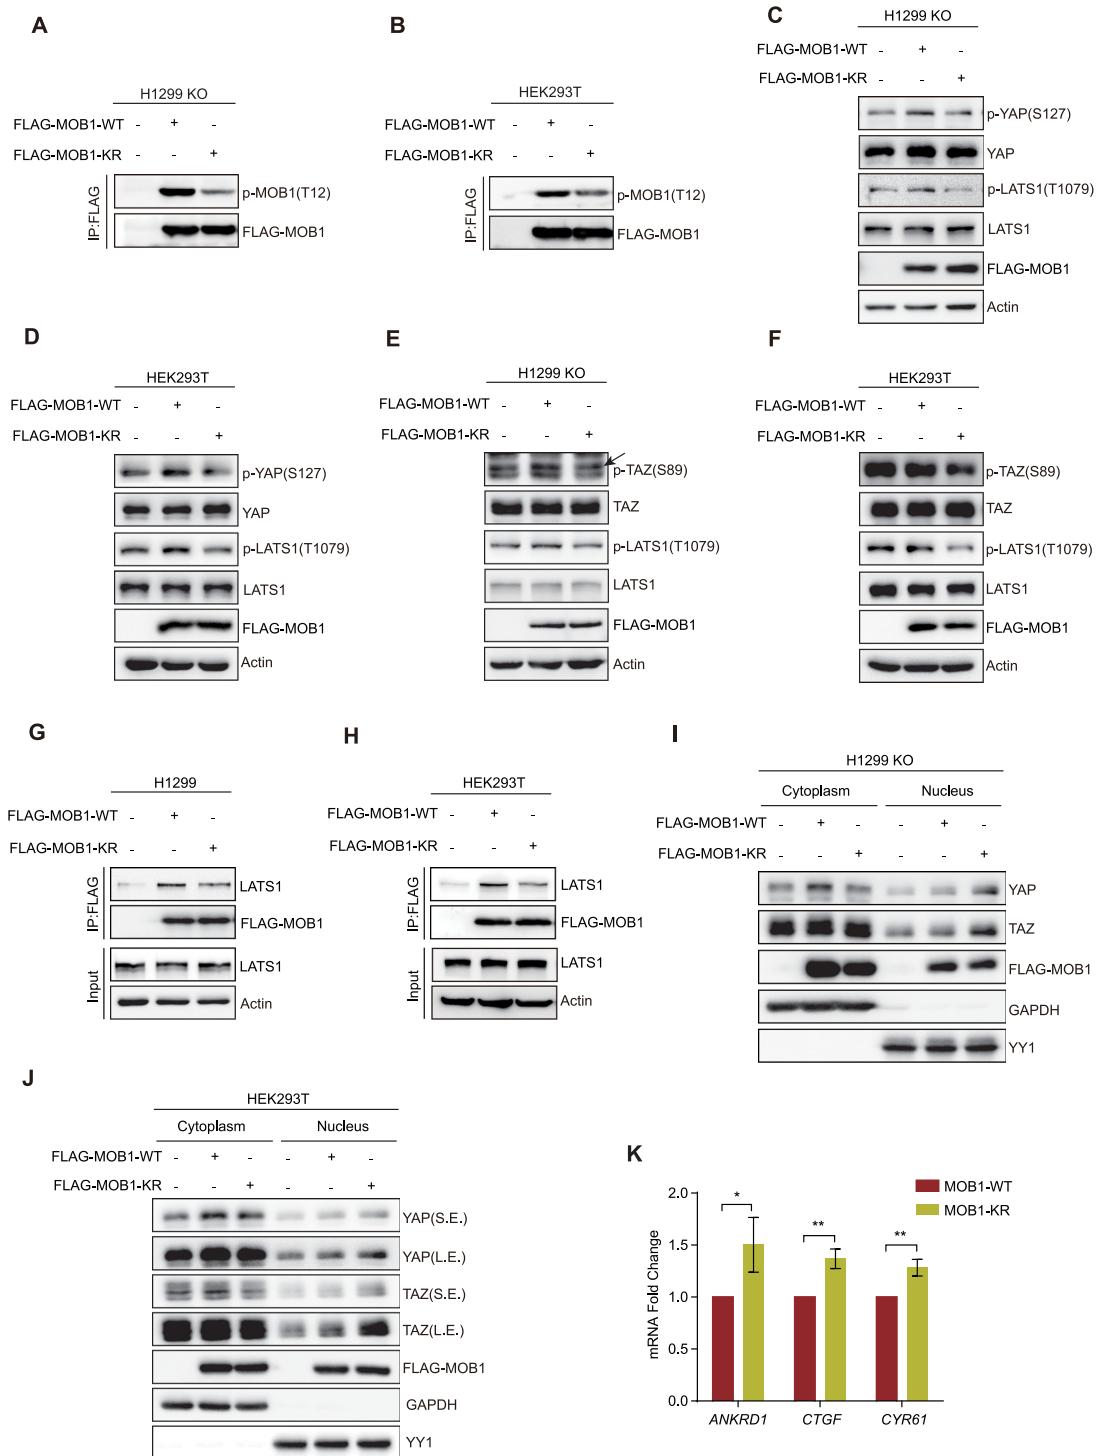 A
H1299 KO
FLAG-MOB1-WT - + -
FLAG-MOB1-KR - - +
IP:FLAG
p-MOB1(T12)
FLAG-MOB1
B
HEK293T
FLAG-MOB1-WT - + -
FLAG-MOB1-KR - - +
IP:FLAG
p-MOB1(T12)
FLAG-MOB1
C
H1299 KO
FLAG-MOB1-WT - + -
FLAG-MOB1-KR - - +
p-YAP(S127)
YAP
p-LATS1(T1079)
LATS1
FLAG-MOB1
Actin
D
HEK293T
FLAG-MOB1-WT - + -
FLAG-MOB1-KR - - +
p-YAP(S127)
YAP
p-LATS1(T1079)
LATS1
FLAG-MOB1
Actin
E
H1299 KO
FLAG-MOB1-WT - + -
FLAG-MOB1-KR - - +
p-TAZ(S89)
TAZ
p-LATS1(T1079)
LATS1
FLAG-MOB1
Actin
F
HEK293T
FLAG-MOB1-WT - + -
FLAG-MOB1-KR - - +
p-TAZ(S89)
TAZ
p-LATS1(T1079)
LATS1
FLAG-MOB1
Actin
G
H1299
FLAG-MOB1-WT - + -
FLAG-MOB1-KR - - +
IP:FLAG
LATS1
FLAG-MOB1
Input
LATS1
Actin
H
HEK293T
FLAG-MOB1-WT - + -
FLAG-MOB1-KR - - +
IP:FLAG
LATS1
FLAG-MOB1
Input
LATS1
Actin
I
H1299 KO
Cytoplasm Nucleus
FLAG-MOB1-WT - + - - + -
FLAG-MOB1-KR - - + - - +
YAP
TAZ
FLAG-MOB1
GAPDH
YY1
J
HEK293T
Cytoplasm Nucleus
FLAG-MOB1-WT - + - - + -
FLAG-MOB1-KR - - + - - +
YAP(S.E.)
YAP(L.E.)
TAZ(S.E.)
TAZ(L.E.)
FLAG-MOB1
GAPDH
YY1
K
MOB1-WT
MOB1-KR
mRNA Fold Change
2.0
1.5
1.0
0.5
0.0
* ** **
ANKRD1 CTGF CYR61